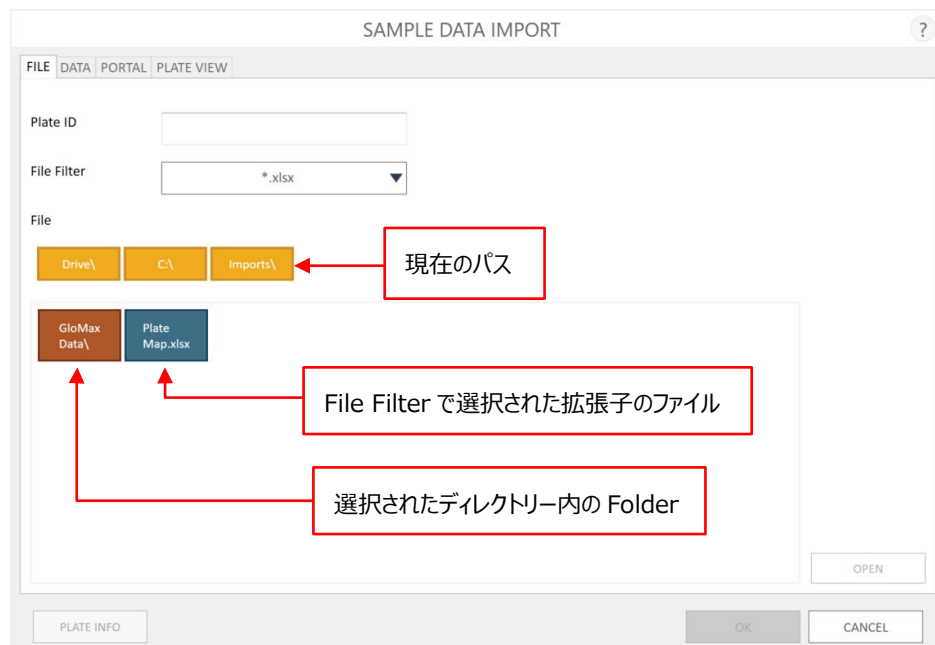 SAMPLE DATA IMPORT
?
FILE DATA PORTAL PLATE VIEW
Plate ID
File Filter
*.xlsx
File
Drive\ C:\ Imports\
現在のパス
GloMax
Data\
Plate
Map.xlsx
File Filter で選択された拡張子のファイル
選択されたディレクトリー内の Folder
OPEN
PLATE INFO
OK
CANCEL